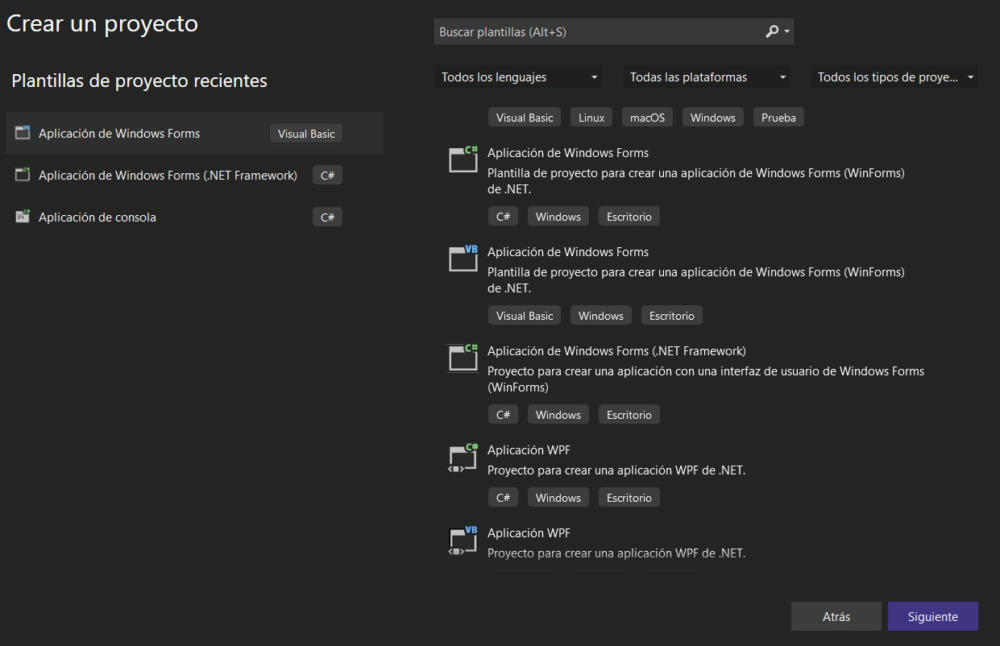 Crear un proyecto
Plantillas de proyecto recientes
Aplicación de Windows Forms Visual Basic
Aplicación de Windows Forms (.NET Framework) C#
Aplicación de consola C#
Buscar plantillas (Alt+S)
Todos los lenguajes Todas las plataformas Todos los tipos de proye...
Visual Basic Linux macOS Windows Prueba
C#
Aplicación de Windows Forms
Plantilla de proyecto para crear una aplicación de Windows Forms (WinForms)
de .NET.
C# Windows Escritorio
VB
Aplicación de Windows Forms
Plantilla de proyecto para crear una aplicación de Windows Forms (WinForms)
de .NET.
Visual Basic Windows Escritorio
C#
Aplicación de Windows Forms (.NET Framework)
Proyecto para crear una aplicación con una interfaz de usuario de Windows Forms
(WinForms)
C# Windows Escritorio
C#
Aplicación WPF
Proyecto para crear una aplicación WPF de .NET.
C# Windows Escritorio
VB
Aplicación WPF
Proyecto para crear una aplicación WPF de .NET.
Atrás Siguiente